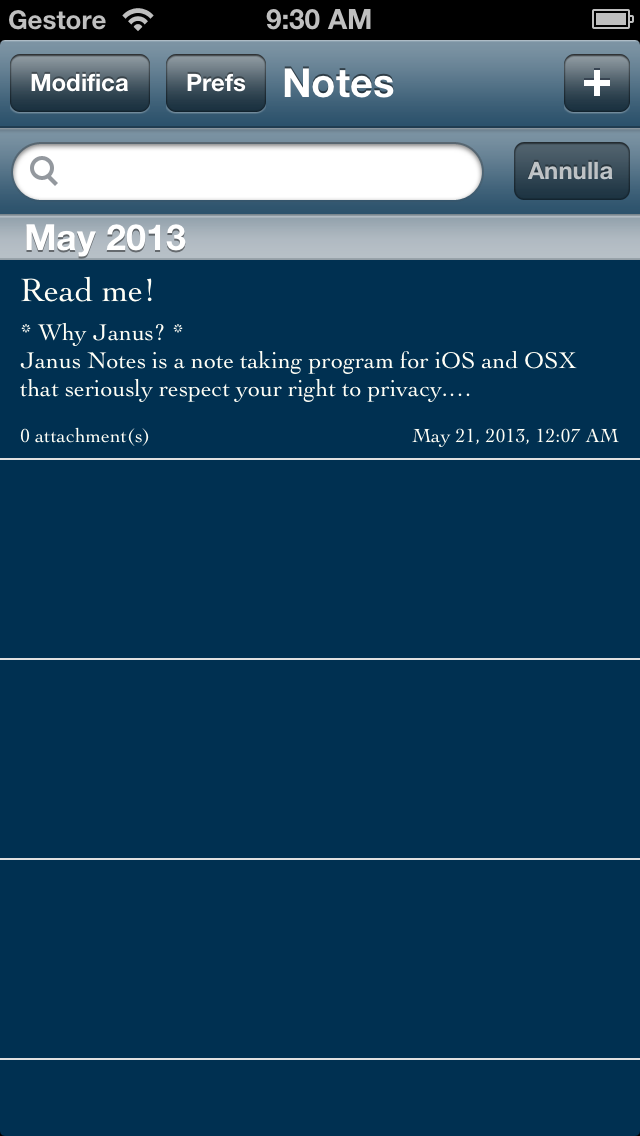 Gestore 9:30 AM
Modifica Prefs Notes +
Annulla
May 2013
Read me!
* Why Janus? *
Janus Notes is a note taking program for iOS and OSX
that seriously respect your right to privacy....
0 attachment(s) May 21, 2013, 12:07 AM